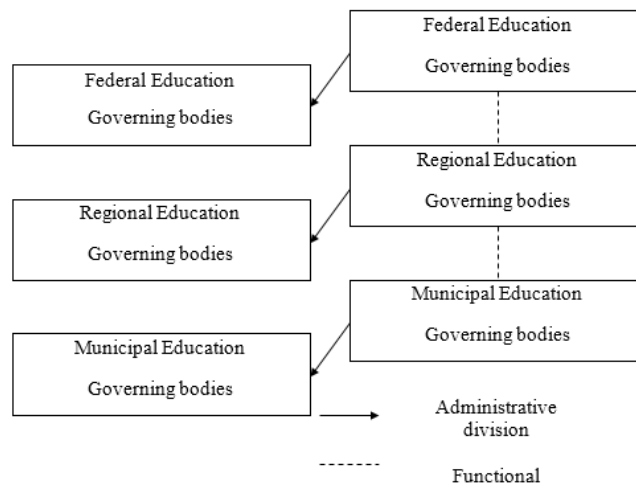 Federal Education
Governing bodies
Federal Education
Governing bodies
Regional Education
Governing bodies
Regional Education
Governing bodies
Municipal Education
Governing bodies
Municipal Education
Governing bodies
Administrative
division
Functional